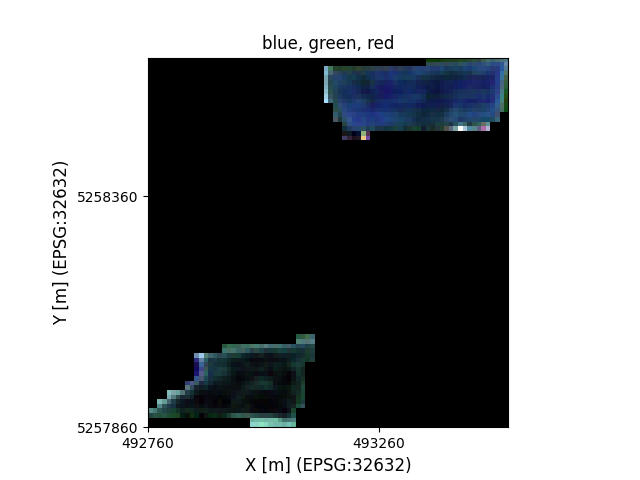 blue, green, red
Y [m] (EPSG:32632)
5258360
5257860
492760
493260
X [m] (EPSG:32632)